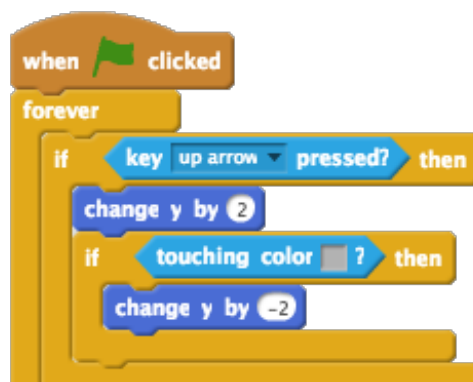 when clicked
forever
if key up arrow pressed? then
change y by 2
if touching color ? then
change y by -2